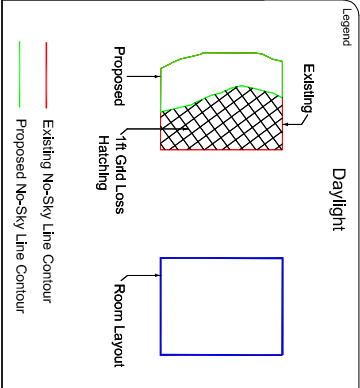 Legend
Daylight
Existing
Proposed
1ft Grid Loss
Hatching
Room Layout
Existing No-Sky Line Contour
Proposed No-Sky Line Contour